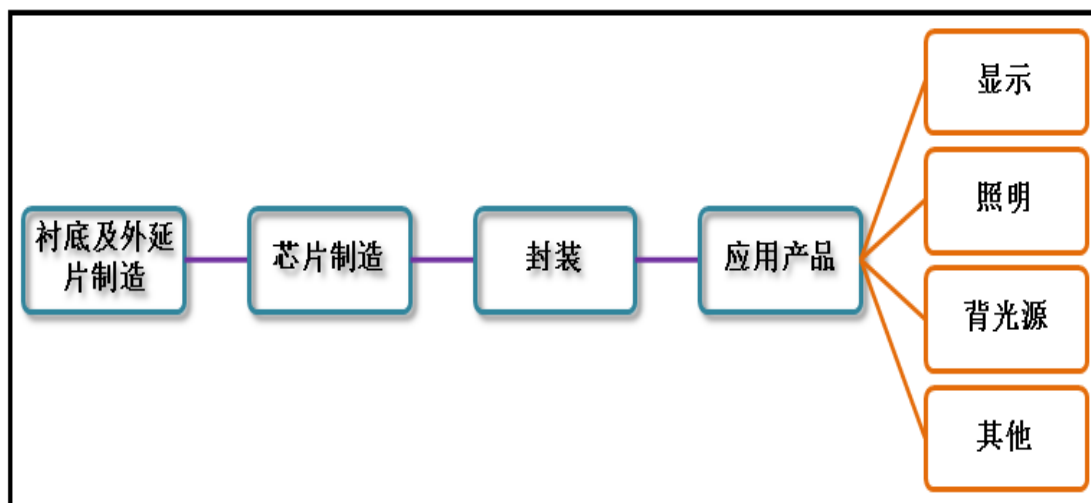 衬底及外延
片制造
芯片制造
封装
应用产品
显示
照明
背光源
其他